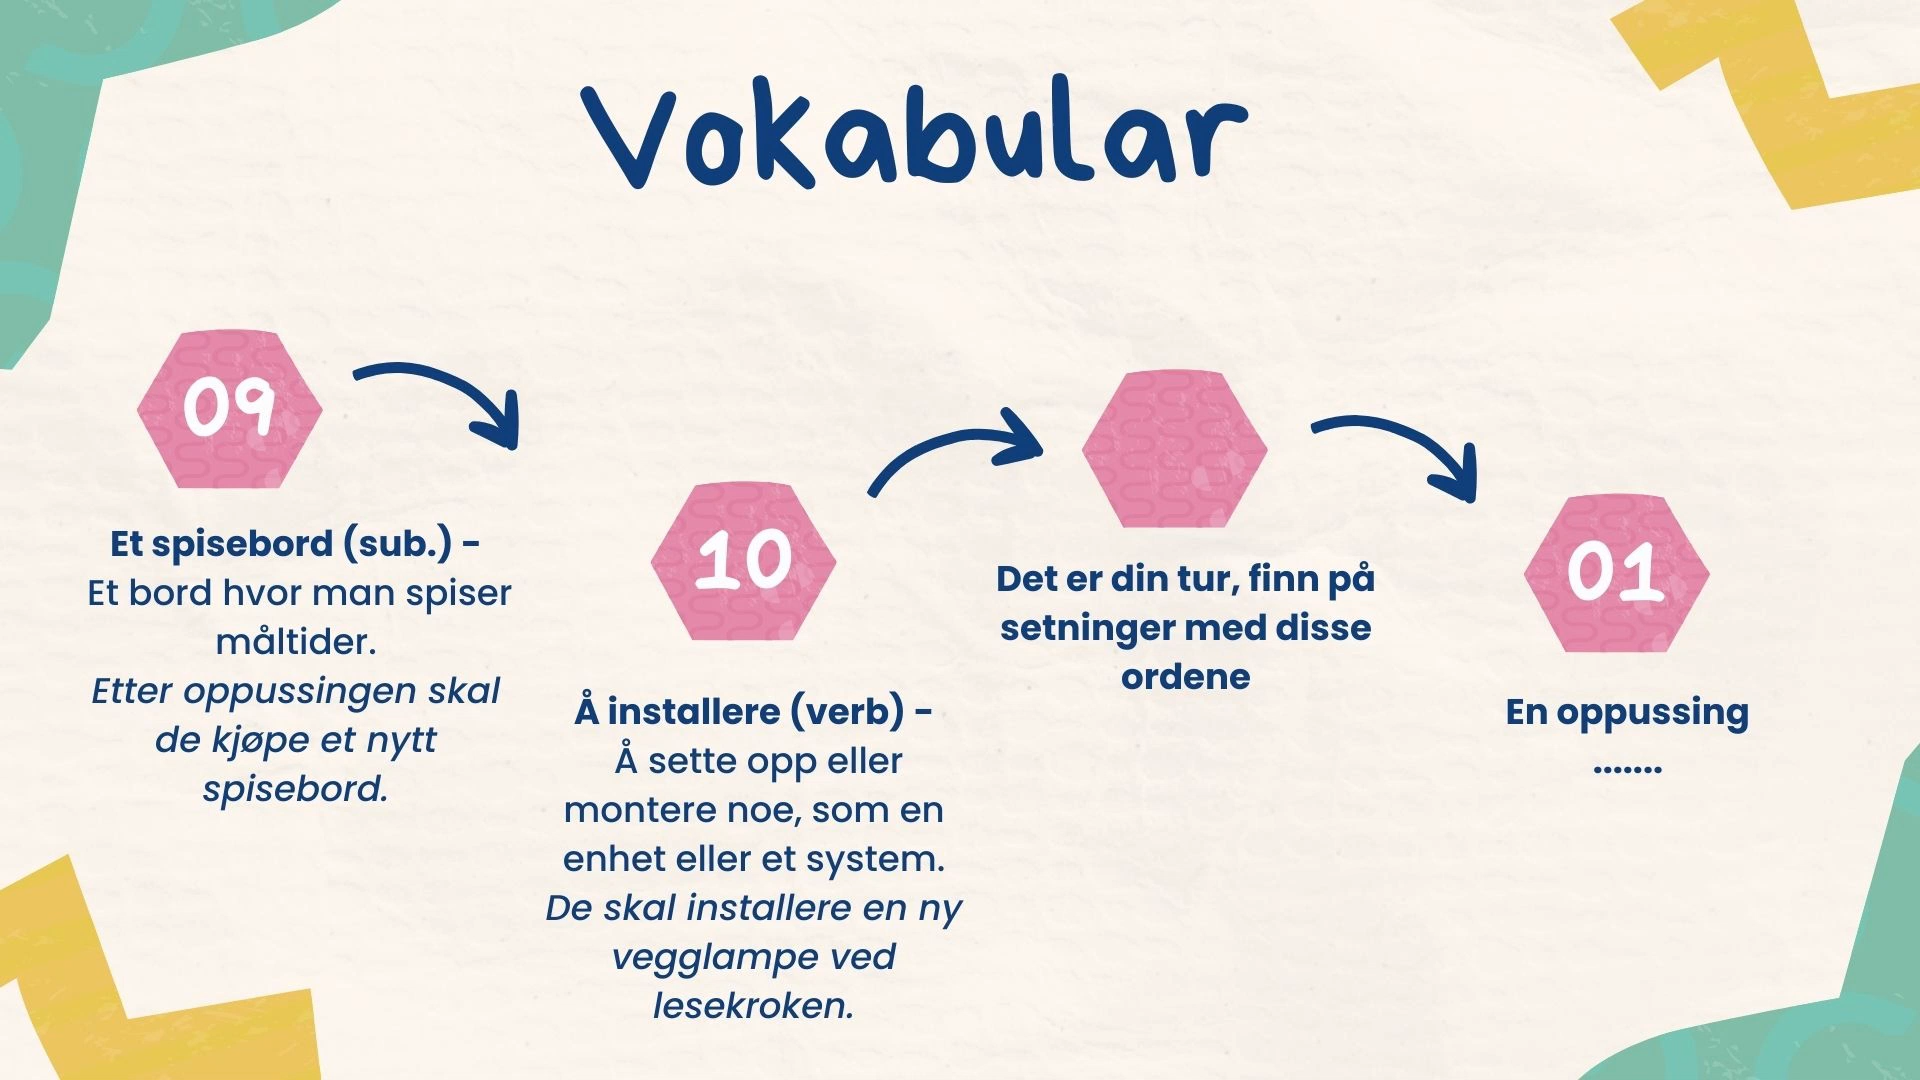 Vokabular
09
Et spisebord (sub.) -
Et bord hvor man spiser
måltider.
Etter oppussingen skal
de kjøpe et nytt
spisebord.
10
Å installere (verb) -
Å sette opp eller
montere noe, som en
enhet eller et system.
De skal installere en ny
vegglampe ved
lesekroken.
Det er din tur, finn på
setninger med disse
ordene
01
En oppussing
.......